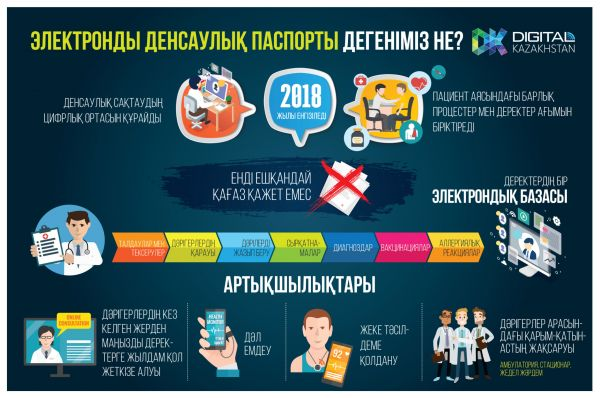 ЭЛЕКТРОНДЫ ДЕНСАУЛЫҚ ПАСПОРТЫ ДЕГЕНІМІЗ НЕ?
DIGITAL
KAZAKHSTAN
ДЕНСАУЛЫҚ САҚТАУДЫҢ
ЦИФРЛЫҚ ОРТАСЫН ҚҰРАЙДЫ
2018
ЖЫЛЫ ЕНГІЗІЛЕДІ
ПАЦИЕНТ АЯСЫНДАҒЫ БАРЛЫҚ
ПРОЦЕСТЕР МЕН ДЕРЕКТЕР АҒЫМЫН
БІРІКТІРЕДІ
ЕНДІ ЕШҚАНДАЙ
ҚАҒАЗ ҚАЖЕТ ЕМЕС
ДЕРЕКТЕРДІҢ БІР
ЭЛЕКТРОНДЫҚ БАЗАСЫ
ТАЛДАУЛАР МЕН
ТЕКСЕРУЛЕР
ДӘРІГЕРЛЕРДІҢ
ҚАРАУЫ
ДӘРІЛЕРДІ
ЖАЗЫП БЕРУ
СЫРҚАТНА-
МАЛАР
ДИАГНОЗДАР
ВАКЦИНАЦИЯЛАР
АЛЛЕРГИЯЛЫҚ
РЕАКЦИЯЛАР
АРТЫҚШЫЛЫҚТАРЫ
ONLINE
CONSULTATION
ДӘРІГЕРЛЕРДІҢ КЕЗ
КЕЛГЕН ЖЕРДЕН
МАҢЫЗДЫ ДЕРЕК-
ТЕРГЕ ЖЫЛДАМ ҚОЛ
ЖЕТКІЗЕ АЛУЫ
HEALTH
MONITOR
ДӘЛ
ЕМДЕУ
92
ЖЕКЕ ТӘСІЛ-
ДЕМЕ
ҚОЛДАНУ
ДӘРІГЕРЛЕР АРАСЫН-
ДАҒЫ ҚАРЫМ-ҚАТЫН-
АСТЫҢ ЖАҚСАРУЫ
АМБУЛАТОРИЯ, СТАЦИОНАР,
ЖЕДЕЛ ЖӘРДЕМ